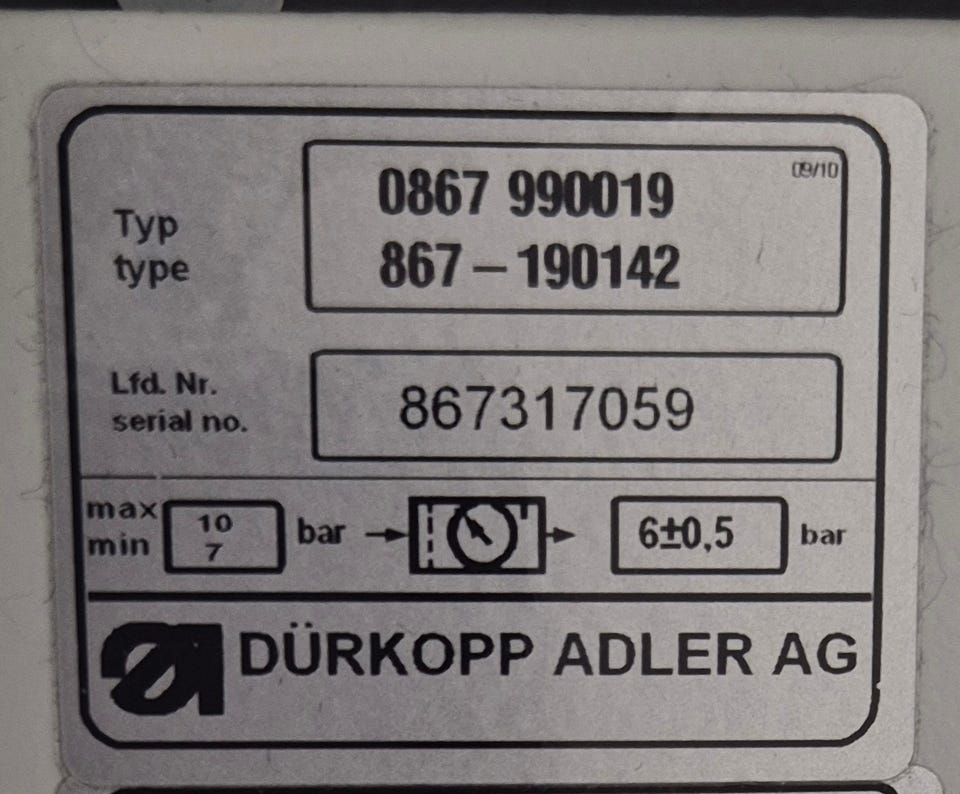 Typ
type
0867 990019
09/10
867–190142
Lfd. Nr.
serial no.
867317059
max
min
10
7
bar
6±0,5
bar
DÜRKOPP ADLER AG